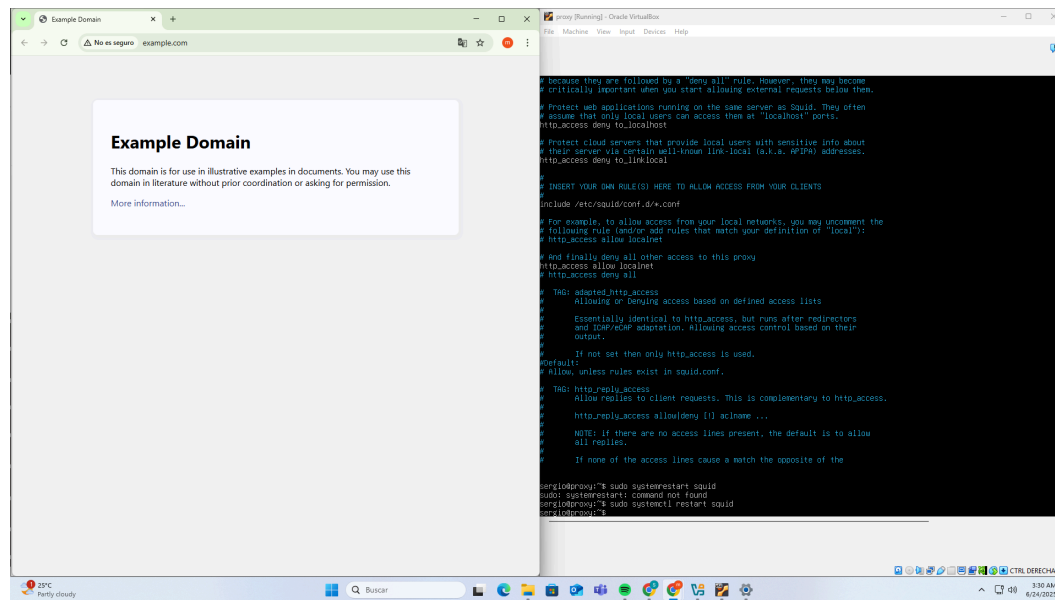 Example Domain
No es seguro example.com
Example Domain
This domain is for use in illustrative examples in documents. You may use this
domain in literature without prior coordination or asking for permission.
More information...
proxy [Running] - Oracle VirtualBox
File Machine View Input Devices Help
# because they are followed by a "deny all" rule. However, they may become
# critically important when you start allowing external requests below them.
# Protect web applications running on the same server as Squid. They often
# assume that only local users can access them at "localhost" ports.
http_access deny to_localhost
# Protect cloud servers that provide local users with sensitive info about
# their server via certain well-known link-local (a.k.a. APIPA) addresses.
http_access deny to_linklocal
#
# INSERT YOUR OWN RULE(S) HERE TO ALLOW ACCESS FROM YOUR CLIENTS
#
include /etc/squid/conf.d/*.conf
# For example, to allow access from your local networks, you may uncomment the
# following rule (and/or add rules that match your definition of "local"):
# http_access allow localnet
# And finally deny all other access to this proxy
http_access allow localnet
# http_access deny all
# TAG: adapted_http_access
# Allowing or Denying access based on defined access lists
#
# Essentially identical to http_access, but runs after redirectors
# and ICAP/eCAP adaptation. Allowing access control based on their
# output.
#
# If not set then only http_access is used.
#Default:
# Allow, unless rules exist in squid.conf.
# TAG: http_reply_access
# Allow replies to client requests. This is complementary to http_access.
#
# http_reply_access allow|deny [!] aclname ...
#
# NOTE: if there are no access lines present, the default is to allow
# all replies.
#
# If none of the access lines cause a match the opposite of the
sergio@proxy:~$ sudo systemrestart squid
sudo: systemrestart: command not found
sergio@proxy:~$ sudo systemctl restart squid
sergio@proxy:~$
CTRL DERECHA
1
25°C
Partly cloudy
Buscar
3:30 AM
6/24/2025